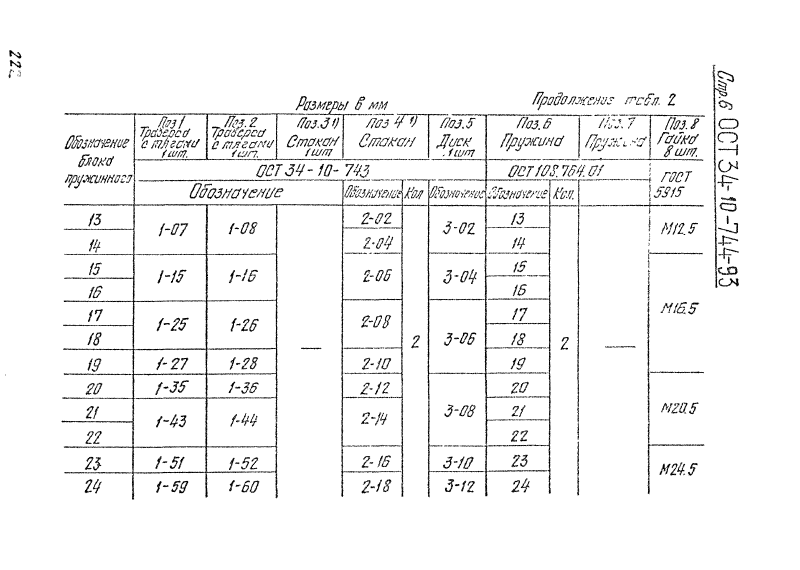 222
Стр.6 ОСТ 34-10-744-93
Размеры в мм Продолжение табл. 2
Обозначение блока пружинного
Поз 1 Траверса с тягами 1 шт.
Поз. 2 Траверса с тягами 1 шт.
Поз. 3 1) Стакан 1 шт
Поз 4 1) Стакан
Поз. 5 Диск 1 шт
Поз. 6 Пружина
Поз. 7 Пружина
Поз. 8 Гайка 8 шт.
ОСТ 34-10-743 ОСТ 108.764.01 ГОСТ 5915
Обозначение Обозначение Кол Обозначение Обозначение Кол.
13 1-07 1-08 2-02 3-02 13 М12.5
14 2-04 14
15 1-15 1-16 2-06 3-04 15 М16.5
16 16
17 1-25 1-26 2-08 3-06 17
18 — 2 18 2 —
19 1-27 1-28 2-10 19
20 1-35 1-36 2-12 3-08 20 М20.5
21 1-43 1-44 2-14 21
22 22
23 1-51 1-52 2-16 3-10 23 М24.5
24 1-59 1-60 2-18 3-12 24